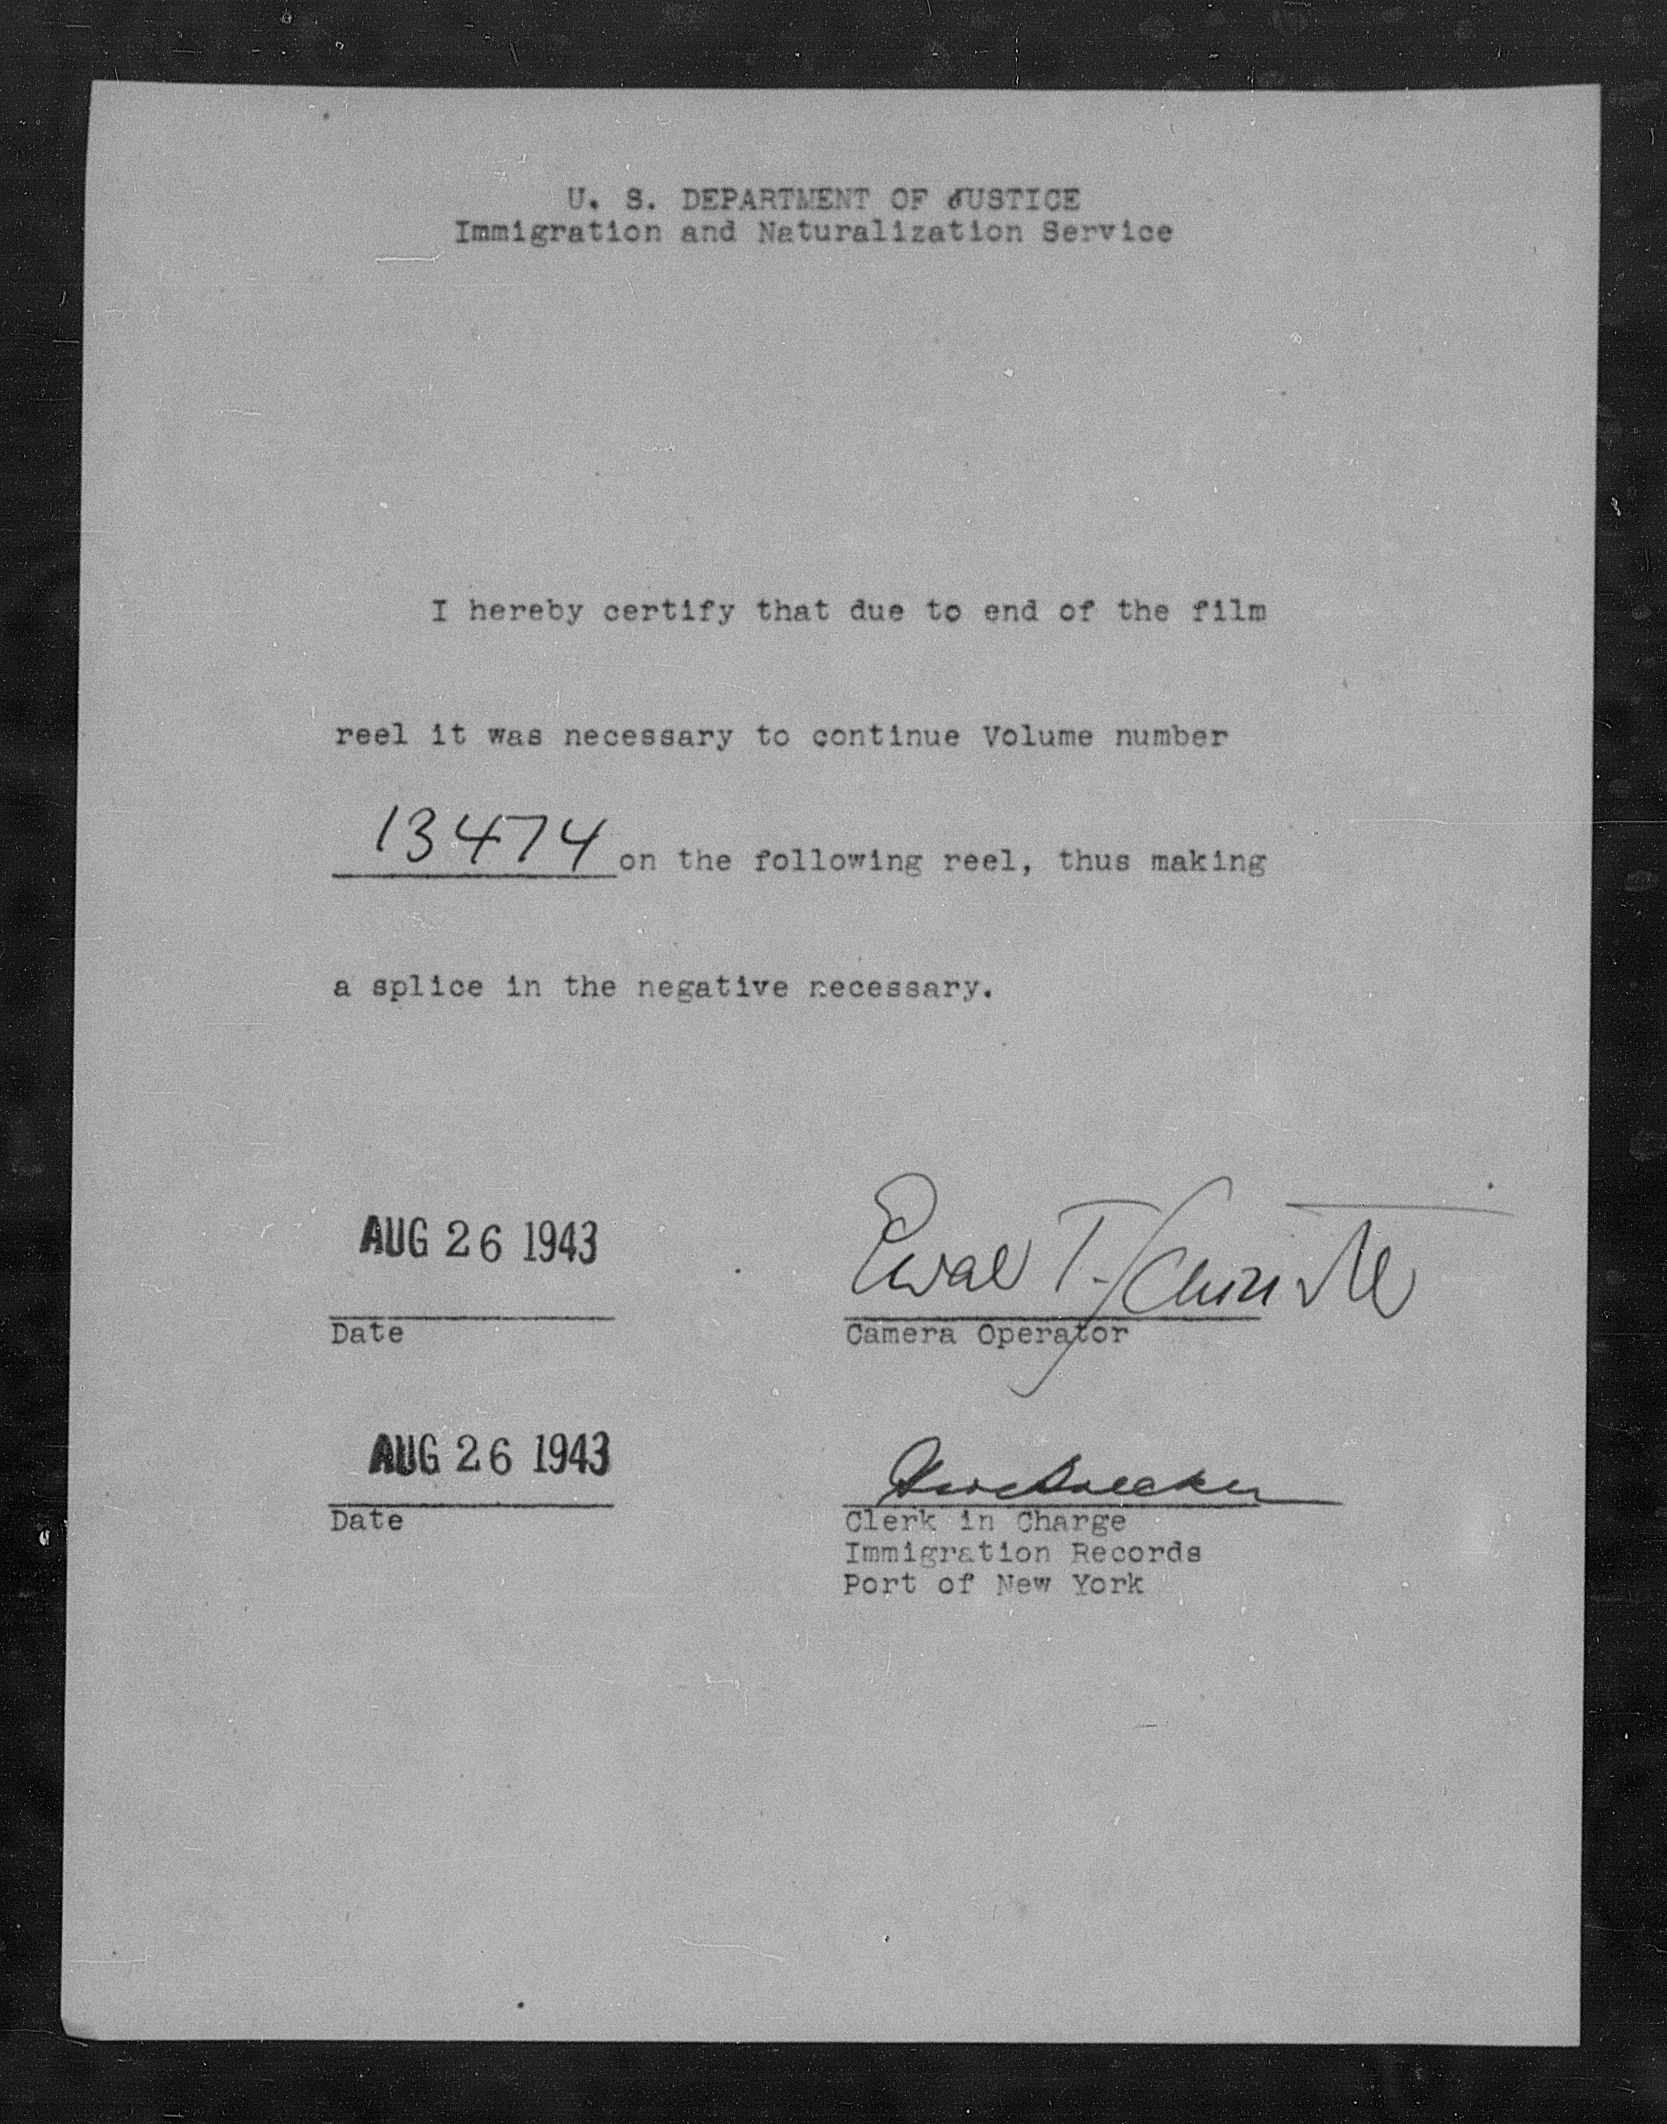 U. S. DEPARTMENT OF JUSTICE
Immigration and Naturalization Service
I hereby certify that due to end of the film
reel it was necessary to continue Volume number
13474 on the following reel, thus making
a splice in the negative necessary.
AUG 26 1943
Date
Camera Operator
AUG 26 1943
Date
Clerk in Charge
Immigration Records
Port of New York